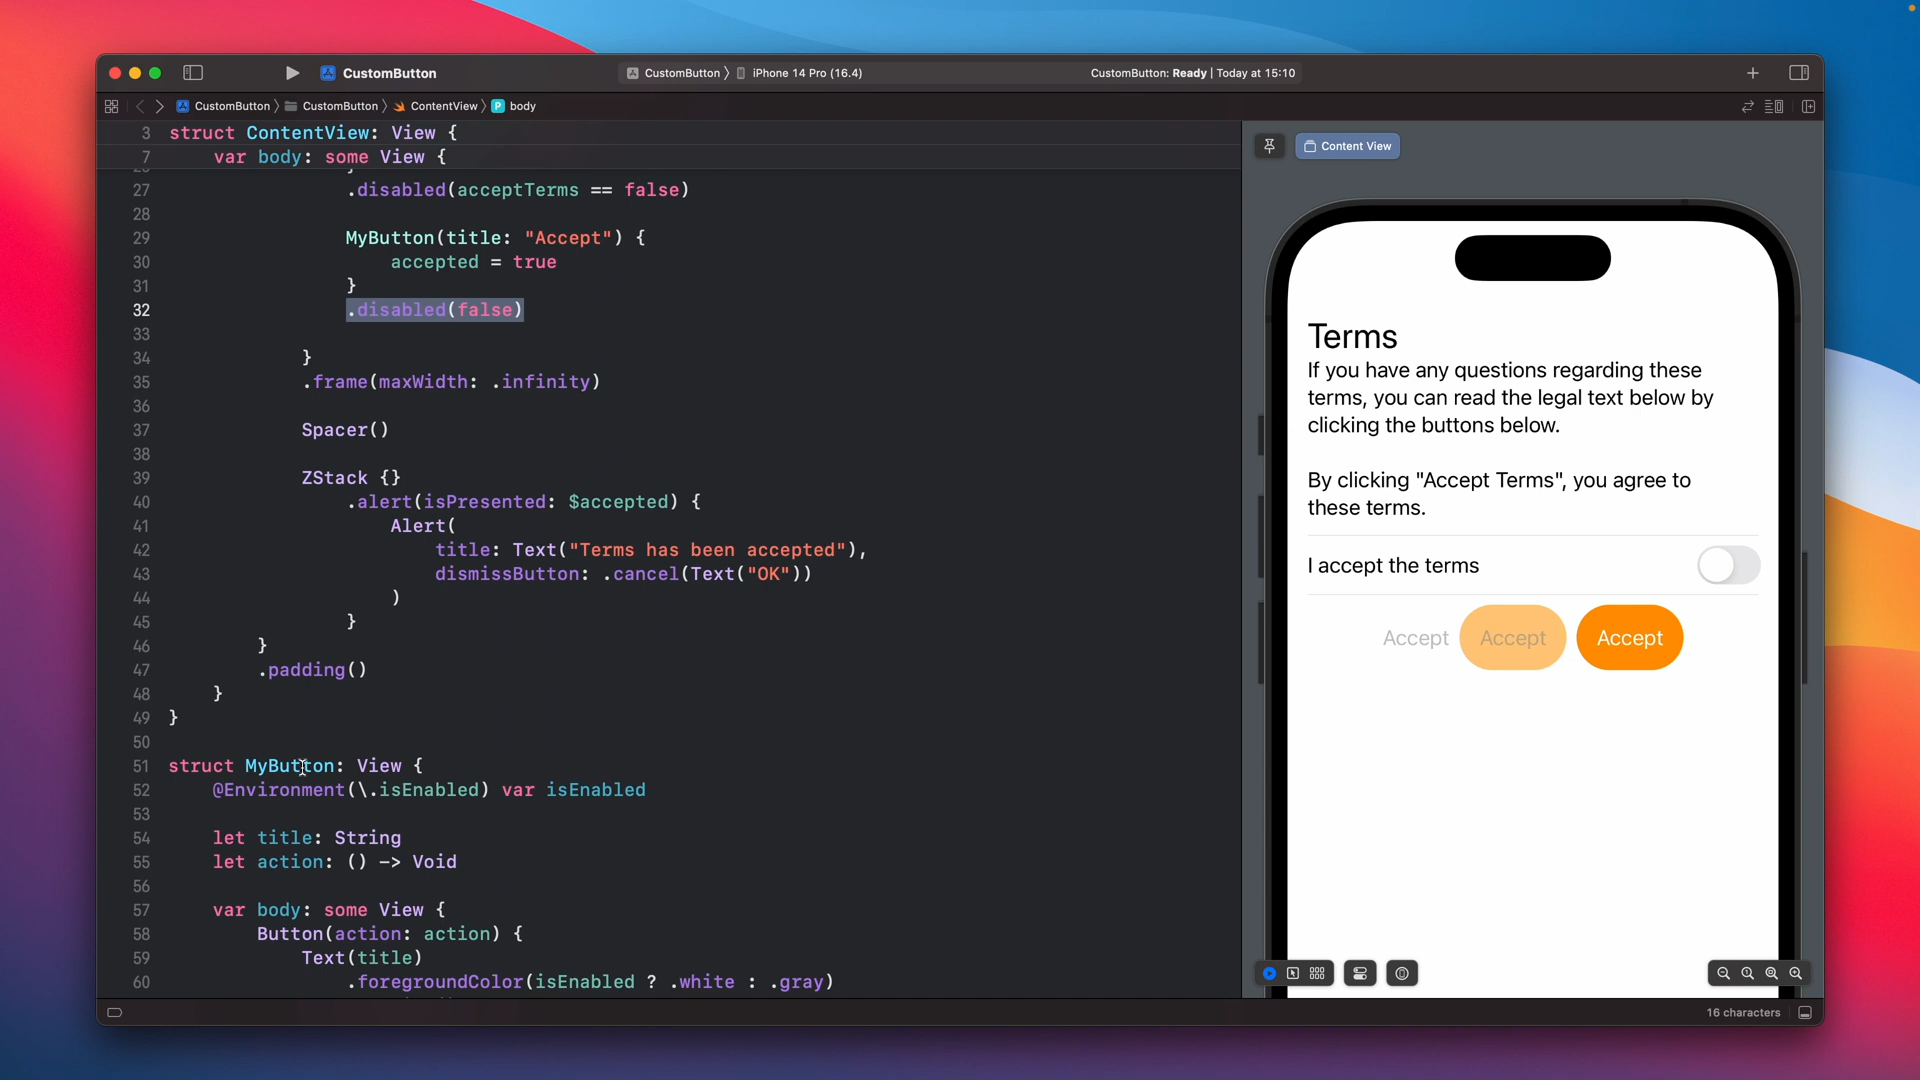 CustomButton
CustomButton 〉 iPhone 14 Pro (16.4)
CustomButton: Ready | Today at 15:10
CustomButton 〉 CustomButton 〉 ContentView 〉 P body
3 struct ContentView: View {
7 var body: some View {
27 .disabled(acceptTerms == false)
28
29 MyButton(title: "Accept") {
30 accepted = true
31 }
32 .disabled(false)
33
34 }
35 .frame(maxWidth: .infinity)
36
37 Spacer()
38
39 ZStack {}
40 .alert(isPresented: $accepted) {
41 Alert(
42 title: Text("Terms has been accepted"),
43 dismissButton: .cancel(Text("OK"))
44 )
45 }
46 }
47 .padding()
48 }
49 }
50
51 struct MyButton: View {
52 @Environment(\.isEnabled) var isEnabled
53
54 let title: String
55 let action: () -> Void
56
57 var body: some View {
58 Button(action: action) {
59 Text(title)
60 .foregroundColor(isEnabled ? .white : .gray)
Content View
Terms
If you have any questions regarding these
terms, you can read the legal text below by
clicking the buttons below.
By clicking "Accept Terms", you agree to
these terms.
I accept the terms
Accept Accept Accept
16 characters